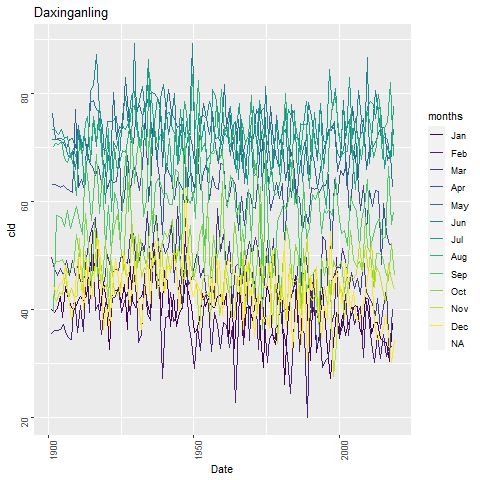 Daxinganling
cld
80
60
40
20
1900
1950
2000
Date
months
Jan
Feb
Mar
Apr
May
Jun
Jul
Aug
Sep
Oct
Nov
Dec
NA